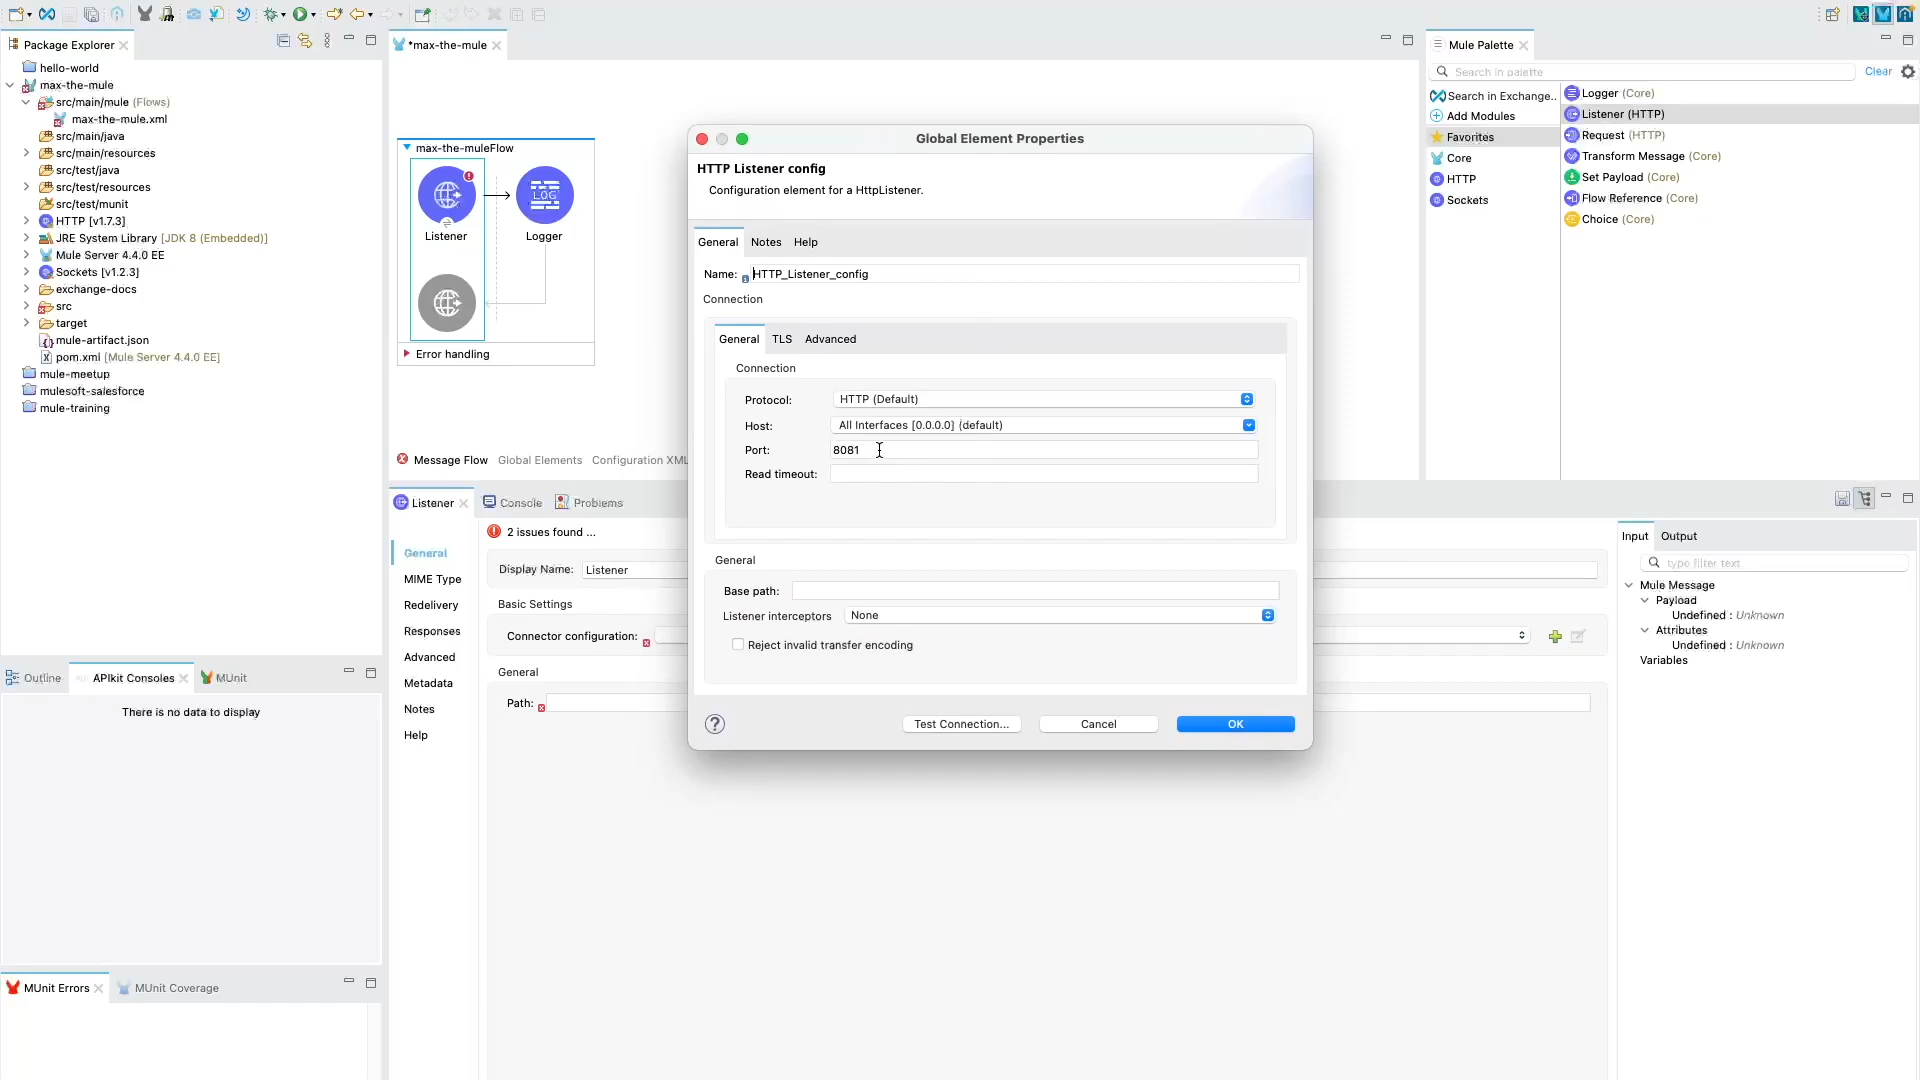 Package Explorer
hello-world
max-the-mule
src/main/mule (Flows)
max-the-mule.xml
src/main/java
src/main/resources
src/test/java
src/test/resources
src/test/munit
HTTP [v1.7.3]
JRE System Library [JDK 8 (Embedded)]
Mule Server 4.4.0 EE
Sockets [v1.2.3]
exchange-docs
src
target
mule-artifact.json
pom.xml [Mule Server 4.4.0 EE]
mule-meetup
mulesoft-salesforce
mule-training
Outline
APIkit Consoles
MUnit
There is no data to display
MUnit Errors
MUnit Coverage
*max-the-mule
max-the-muleFlow
LOG
Listener
Logger
Error handling
Message Flow
Global Elements
Configuration XML
Global Element Properties
HTTP Listener config
Configuration element for a HttpListener.
General
Notes
Help
Name:
HTTP_Listener_config
Connection
General
TLS
Advanced
Connection
Protocol:
HTTP (Default)
Host:
All Interfaces [0.0.0.0] (default)
Port:
8081
Read timeout:
General
Base path:
Listener interceptors
None
Reject invalid transfer encoding
?
Test Connection...
Cancel
OK
Listener
Console
Problems
2 issues found ...
General
MIME Type
Redelivery
Responses
Advanced
Metadata
Notes
Help
Display Name:
Listener
Basic Settings
Connector configuration:
General
Path:
Mule Palette
Search in palette
Clear
Search in Exchange..
Add Modules
Favorites
Core
HTTP
Sockets
Logger (Core)
Listener (HTTP)
Request (HTTP)
Transform Message (Core)
Set Payload (Core)
Flow Reference (Core)
Choice (Core)
Input
Output
type filter text
Mule Message
Payload
Undefined : Unknown
Attributes
Undefined : Unknown
Variables